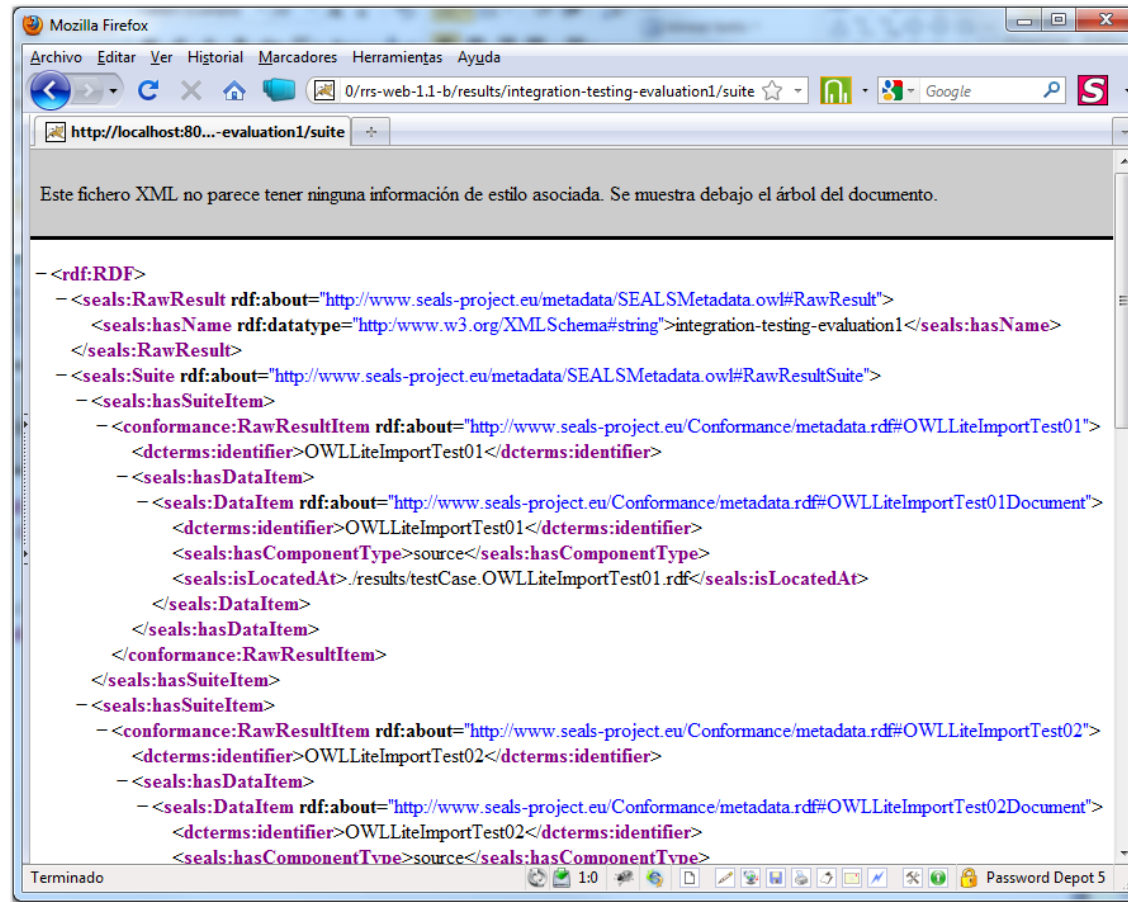 Mozilla Firefox
Archivo Editar Ver Historial Marcadores Herramientas Ayuda
0/rrs-web-1.1-b/results/integration-testing-evaluation1/suite
Google
S
http://localhost:80...-evaluation1/suite
Este fichero XML no parece tener ninguna información de estilo asociada. Se muestra debajo el árbol del documento.
−<rdf:RDF>
−<seals:RawResult rdf:about="http://www.seals-project.eu/metadata/SEALSMetadata.owl#RawResult">
<seals:hasName rdf:datatype="http:/www.w3.org/XMLSchema#string">integration-testing-evaluation1</seals:hasName>
</seals:RawResult>
−<seals:Suite rdf:about="http://www.seals-project.eu/metadata/SEALSMetadata.owl#RawResultSuite">
−<seals:hasSuiteItem>
−<conformance:RawResultItem rdf:about="http://www.seals-project.eu/Conformance/metadata.rdf#OWLLiteImportTest01">
<dcterms:identifier>OWLLiteImportTest01</dcterms:identifier>
−<seals:hasDataItem>
−<seals:DataItem rdf:about="http://www.seals-project.eu/Conformance/metadata.rdf#OWLLiteImportTest01Document">
<dcterms:identifier>OWLLiteImportTest01</dcterms:identifier>
<seals:hasComponentType>source</seals:hasComponentType>
<seals:isLocatedAt>./results/testCase.OWLLiteImportTest01.rdf</seals:isLocatedAt>
</seals:DataItem>
</seals:hasDataItem>
</conformance:RawResultItem>
</seals:hasSuiteItem>
−<seals:hasSuiteItem>
−<conformance:RawResultItem rdf:about="http://www.seals-project.eu/Conformance/metadata.rdf#OWLLiteImportTest02">
<dcterms:identifier>OWLLiteImportTest02</dcterms:identifier>
−<seals:hasDataItem>
−<seals:DataItem rdf:about="http://www.seals-project.eu/Conformance/metadata.rdf#OWLLiteImportTest02Document">
<dcterms:identifier>OWLLiteImportTest02</dcterms:identifier>
<seals:hasComponentType>source</seals:hasComponentType>
Terminado 1:0 Password Depot 5